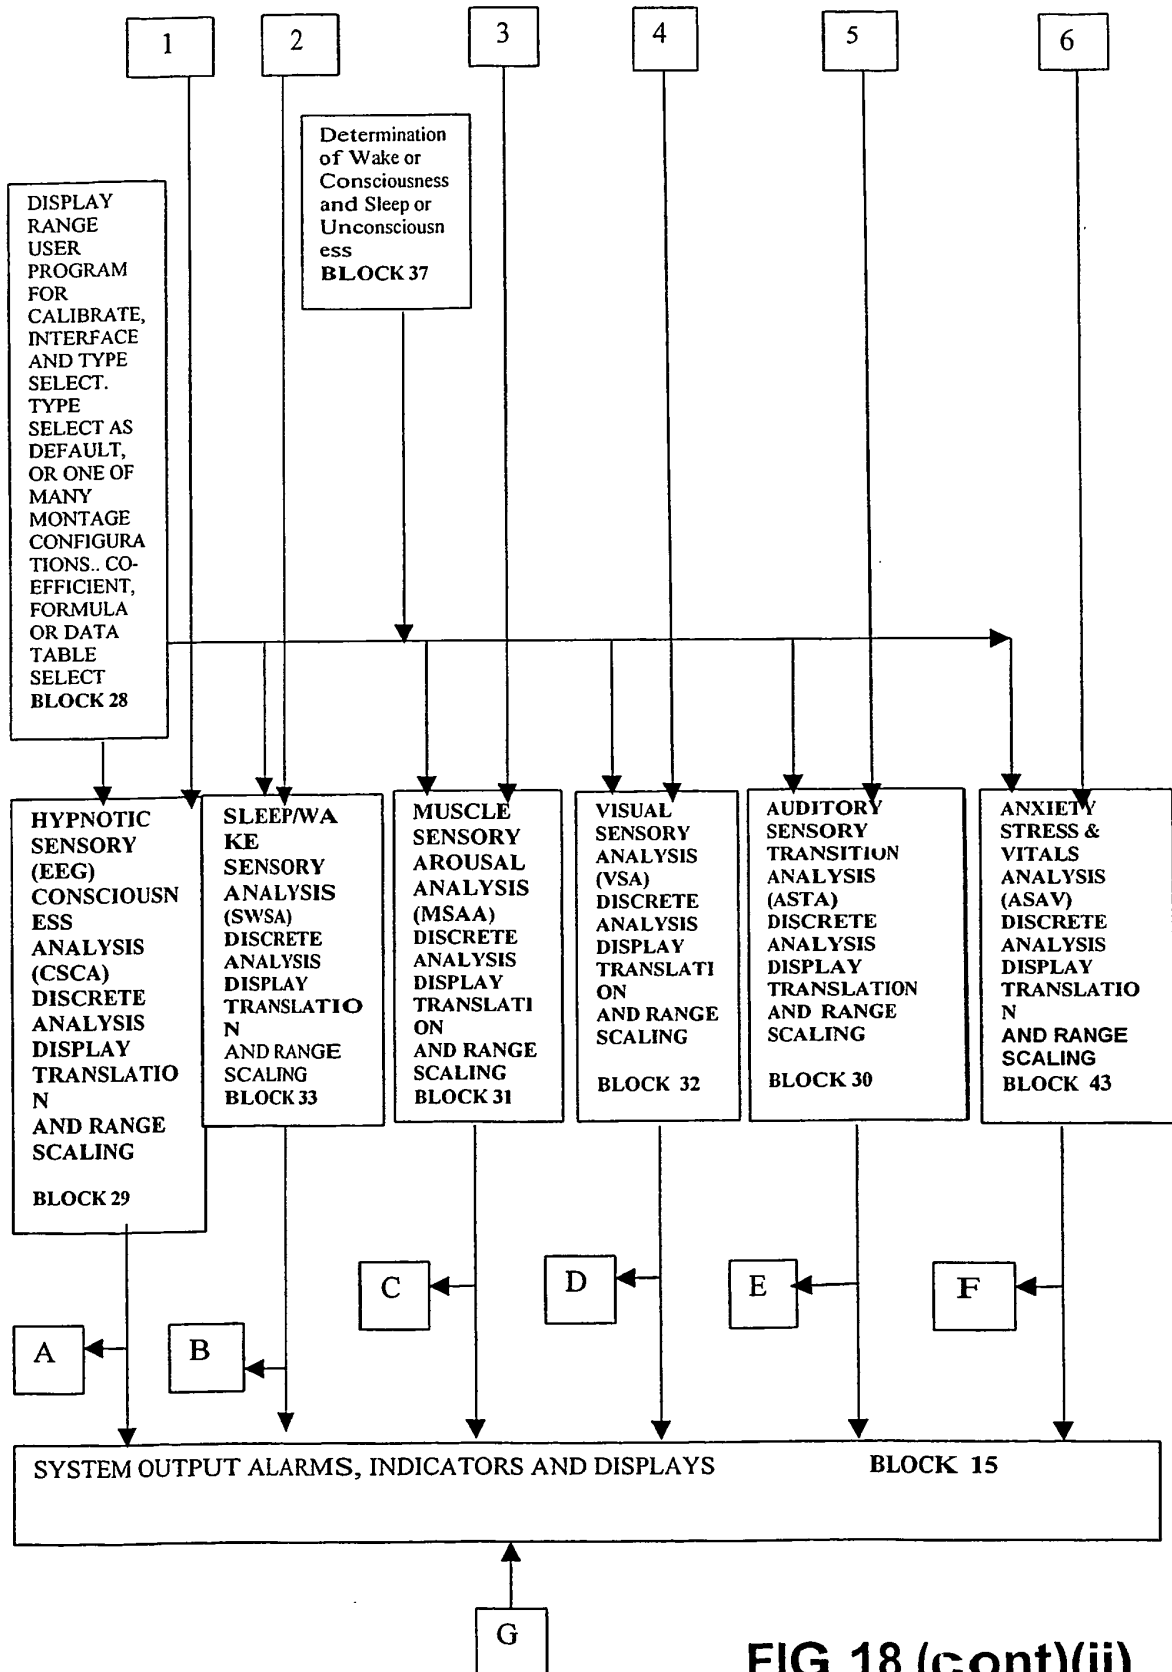 1
2
3
4
5
6
Determination
of Wake or
Consciousness
and Sleep or
Unconsciousn
ess
BLOCK 37
DISPLAY
RANGE
USER
PROGRAM
FOR
CALIBRATE,
INTERFACE
AND TYPE
SELECT.
TYPE
SELECT AS
DEFAULT,
OR ONE OF
MANY
MONTAGE
CONFIGURA
TIONS.. CO-
EFFICIENT,
FORMULA
OR DATA
TABLE
SELECT
BLOCK 28
HYPNOTIC
SENSORY
(EEG)
CONSCIOUSN
ESS
ANALYSIS
(CSCA)
DISCRETE
ANALYSIS
DISPLAY
TRANSLATIO
N
AND RANGE
SCALING
BLOCK 29
SLEEP/WA
KE
SENSORY
ANALYSIS
(SWSA)
DISCRETE
ANALYSIS
DISPLAY
TRANSLATIO
N
AND RANGE
SCALING
BLOCK 33
MUSCLE
SENSORY
AROUSAL
ANALYSIS
(MSAA)
DISCRETE
ANALYSIS
DISPLAY
TRANSLATI
ON
AND RANGE
SCALING
BLOCK 31
VISUAL
SENSORY
ANALYSIS
(VSA)
DISCRETE
ANALYSIS
DISPLAY
TRANSLATI
ON
AND RANGE
SCALING
BLOCK 32
AUDITORY
SENSORY
TRANSITION
ANALYSIS
(ASTA)
DISCRETE
ANALYSIS
DISPLAY
TRANSLATION
AND RANGE
SCALING
BLOCK 30
ANXIETY
STRESS &
VITALS
ANALYSIS
(ASAV)
DISCRETE
ANALYSIS
DISPLAY
TRANSLATIO
N
AND RANGE
SCALING
BLOCK 43
A
B
C
D
E
F
SYSTEM OUTPUT ALARMS, INDICATORS AND DISPLAYS BLOCK 15
G
FIG 18 (cont)(ii)